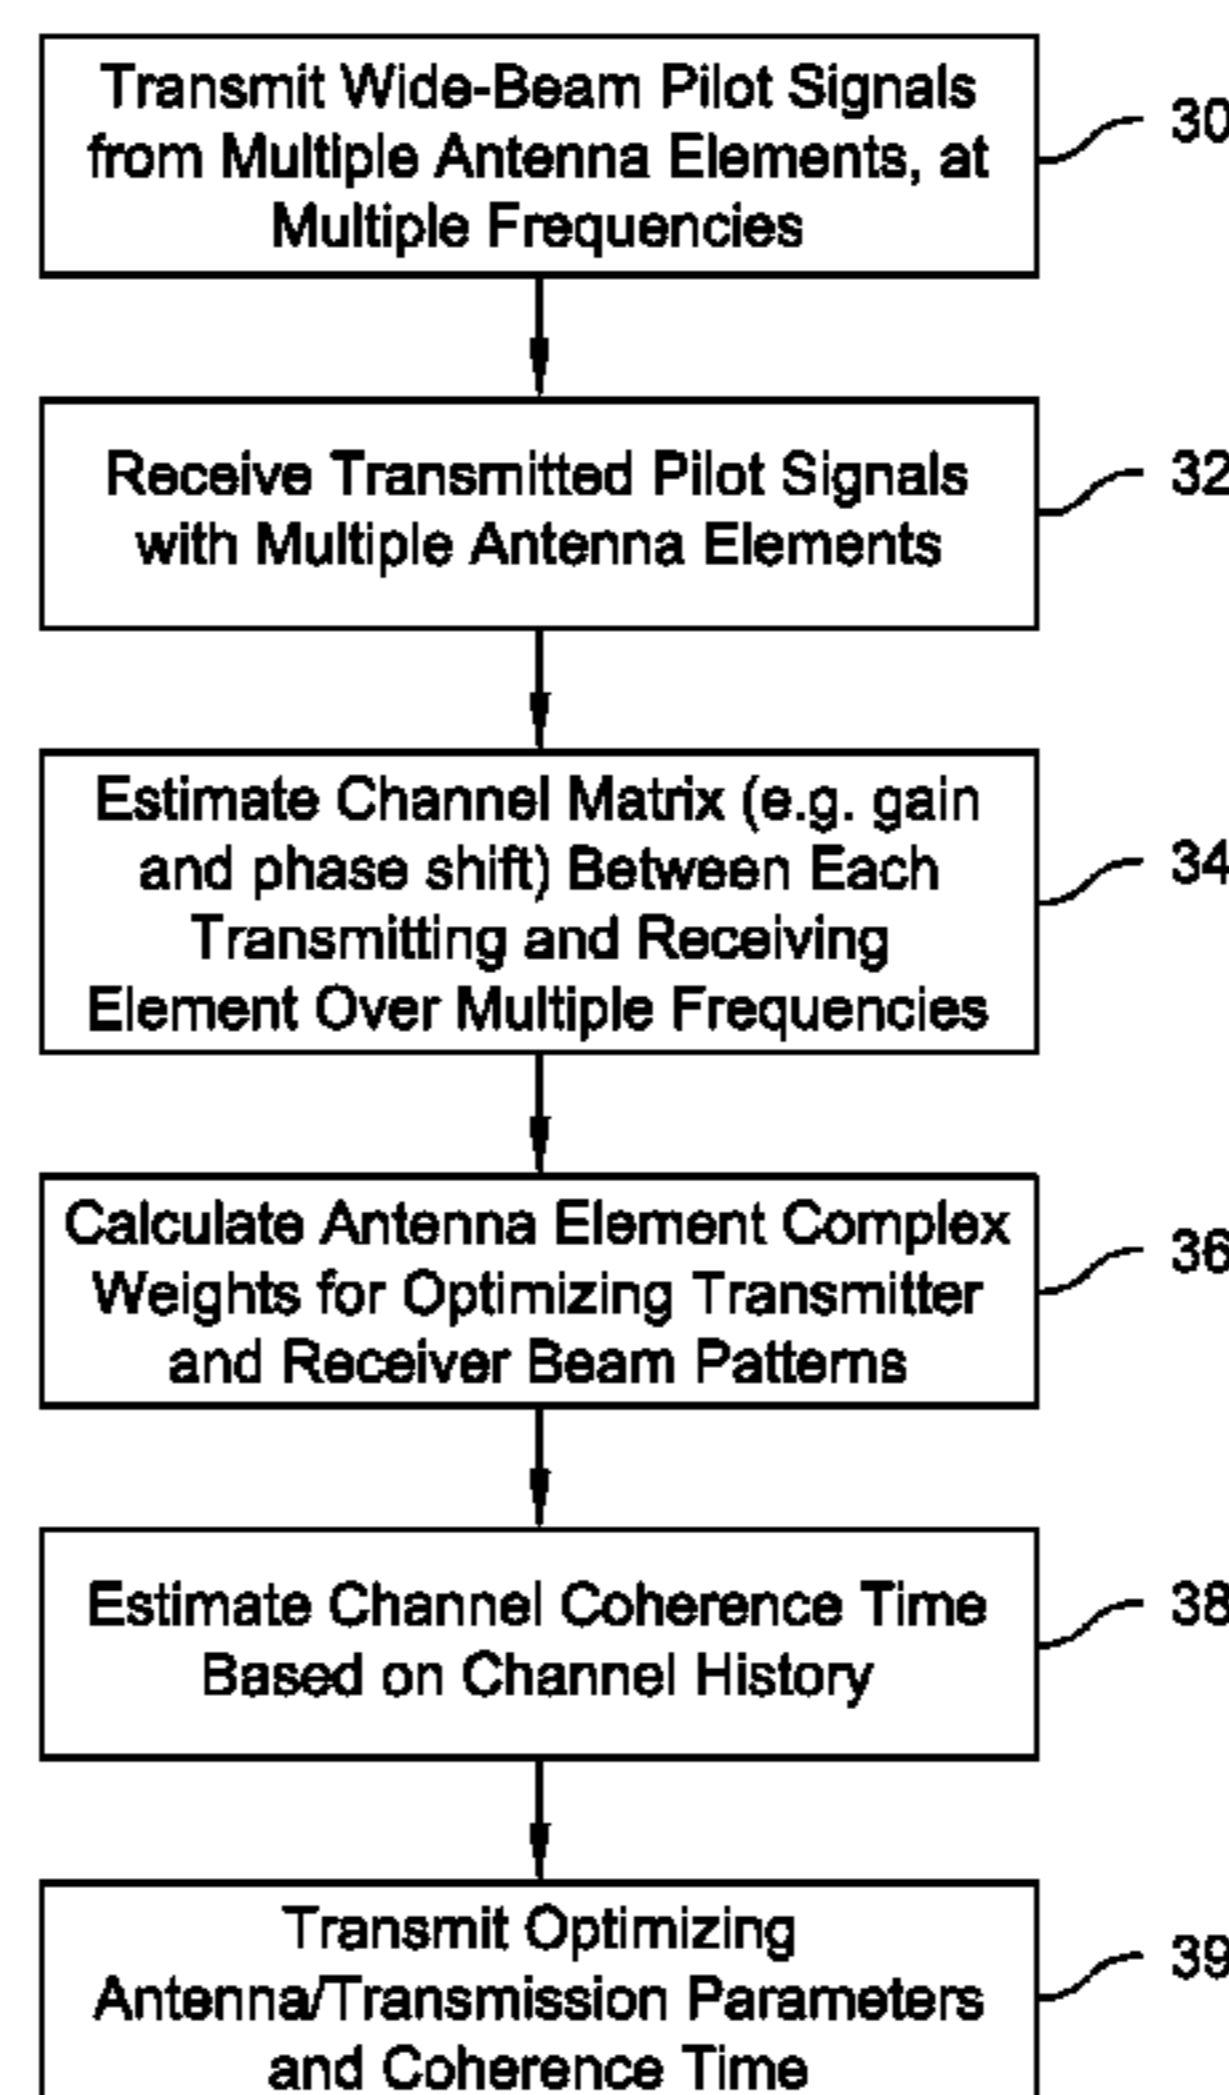 Transmit Wide-Beam Pilot Signals
from Multiple Antenna Elements, at
Multiple Frequencies
30
Receive Transmitted Pilot Signals
with Multiple Antenna Elements
32
Estimate Channel Matrix (e.g. gain
and phase shift) Between Each
Transmitting and Receiving
Element Over Multiple Frequencies
34
Calculate Antenna Element Complex
Weights for Optimizing Transmitter
and Receiver Beam Patterns
36
Estimate Channel Coherence Time
Based on Channel History
38
Transmit Optimizing
Antenna/Transmission Parameters
and Coherence Time
39